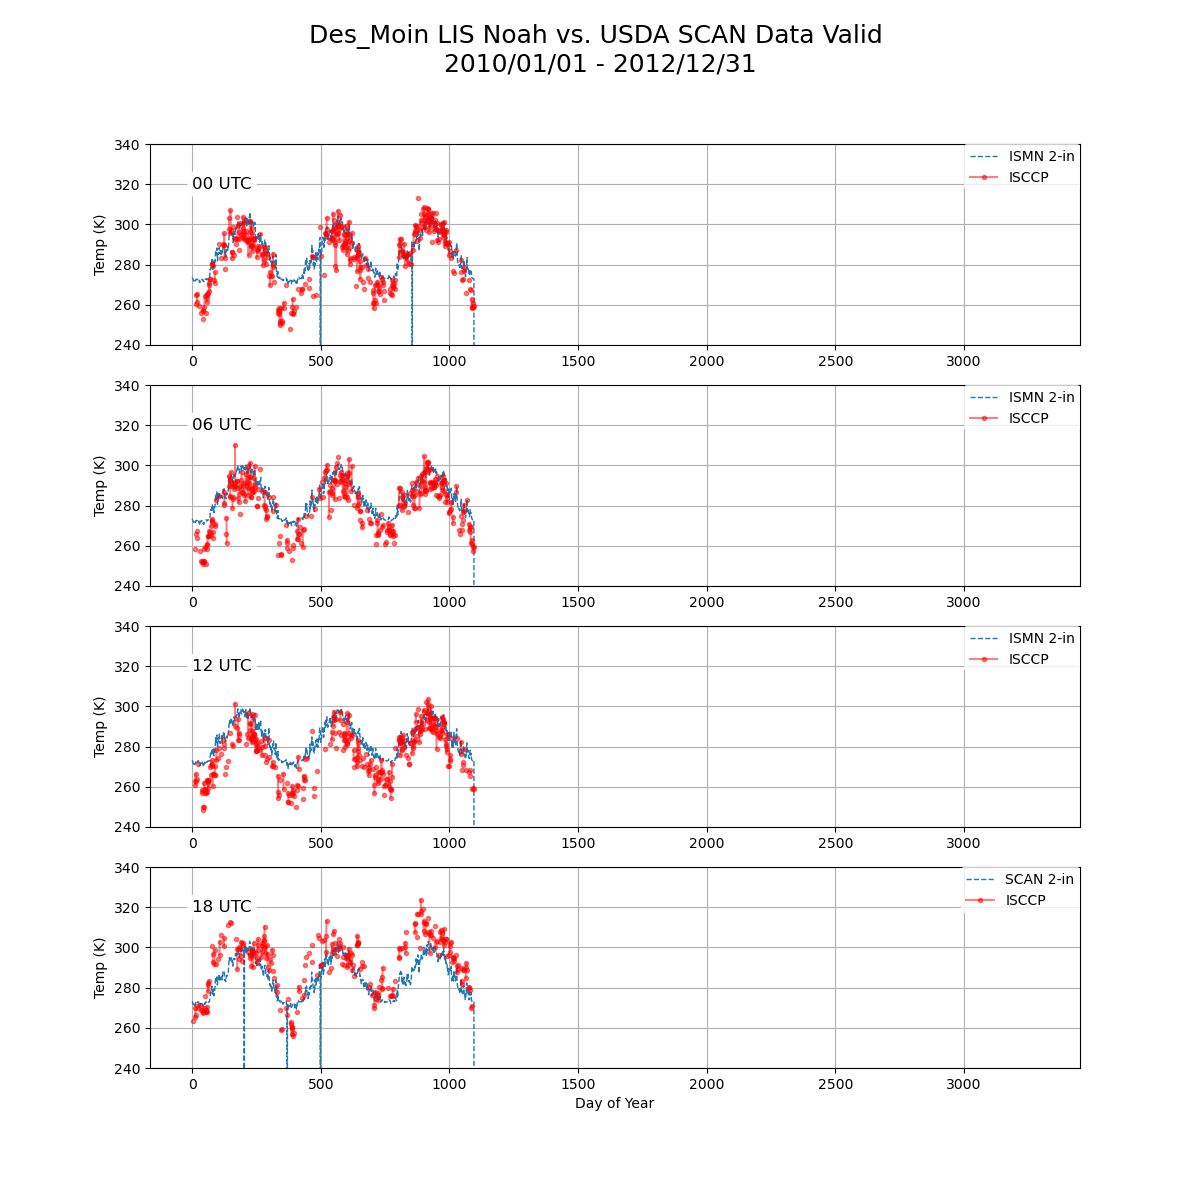 Des_Moin LIS Noah vs. USDA SCAN Data Valid
2010/01/01 - 2012/12/31
340
320
300
280
260
240
Temp (K)
00 UTC
ISMN 2-in
ISCCP
0 500 1000 1500 2000 2500 3000
340
320
300
280
260
240
Temp (K)
06 UTC
ISMN 2-in
ISCCP
0 500 1000 1500 2000 2500 3000
340
320
300
280
260
240
Temp (K)
12 UTC
ISMN 2-in
ISCCP
0 500 1000 1500 2000 2500 3000
340
320
300
280
260
240
Temp (K)
18 UTC
SCAN 2-in
ISCCP
0 500 1000 1500 2000 2500 3000
Day of Year